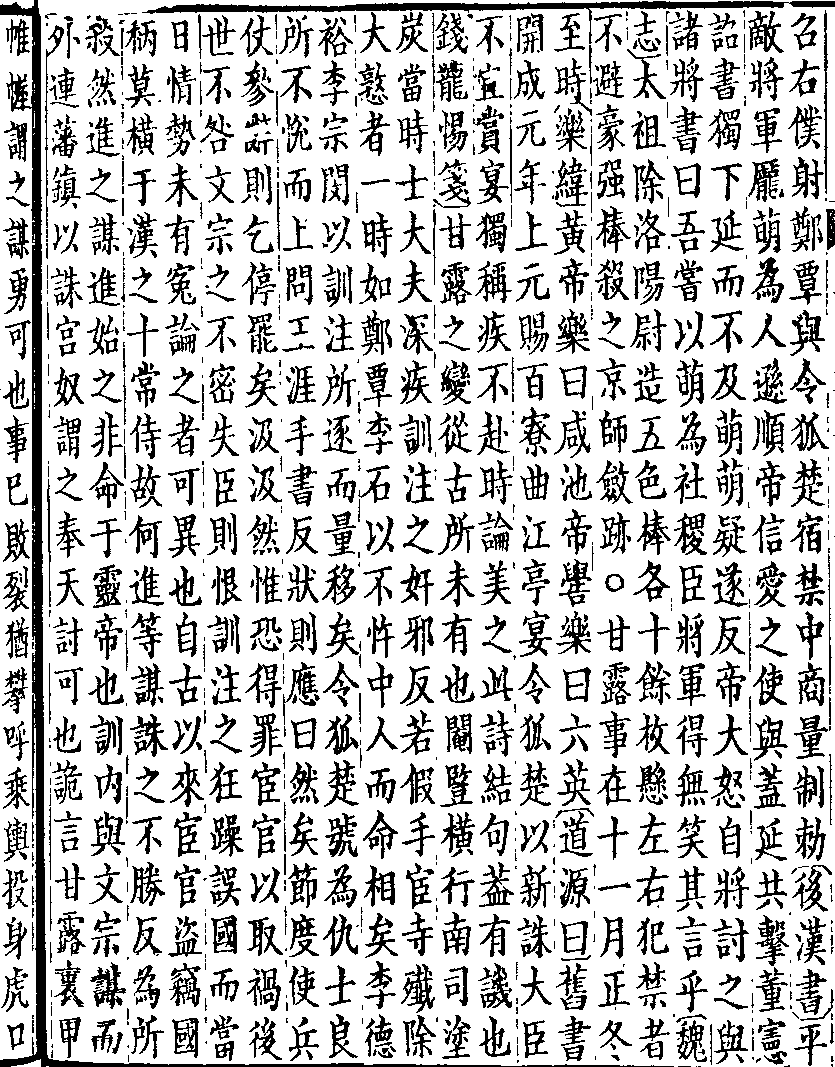 召右僕射鄭覃與令狐楚宿禁中商量制勑〔後漢書〕平
敵將軍龐萌為人遜順帝信愛之使與蓋延共擊董憲
詔書獨下延而不及萌萌疑遂反帝大怒自將討之與
諸將書曰吾嘗以萌為社稷臣將軍得無笑其言乎〔魏
志〕太祖除洛陽尉造五色棒各十餘枚懸左右犯禁者
不避豪强棒殺之京師斂跡○甘露事在十一月正冬
至時〔樂緯〕黃帝樂曰咸池帝嚳樂曰六英〔道源曰〕舊書
開成元年上元賜百寮曲江亭宴令狐楚以新誅大臣
不宜賞宴獨稱疾不赴時論美之此詩結句葢有譏也
錢龍惕〔箋〕甘露之變從古所未有也閹豎橫行南司塗
炭當時士大夫深疾訓注之奸邪反若假手宦寺殲除
大憝者一時如鄭覃李石以不忤中人而命相矣李德
裕李宗閔以訓注所逐而量移矣令狐楚號為仇士良
所不悅而上問王涯手書反狀則應曰然矣節度使兵
仗參㫁則乞停罷矣汲汲然惟恐得罪宦官以取禍後
世不咎文宗之不密失臣則恨訓注之狂躁誤國而當
日情勢未有寃論之者可異也自古以來宦官盜竊國
柄莫橫于漢之十常侍故何進等謀誅之不勝反為所
殺然進之謀進始之非命于靈帝也訓內與文宗謀而
外連藩鎮以誅宮奴謂之奉天討可也詭言甘露裏甲
帷幄謂之謀勇可也事已敗裂猶攀呼乘輿投身虎口